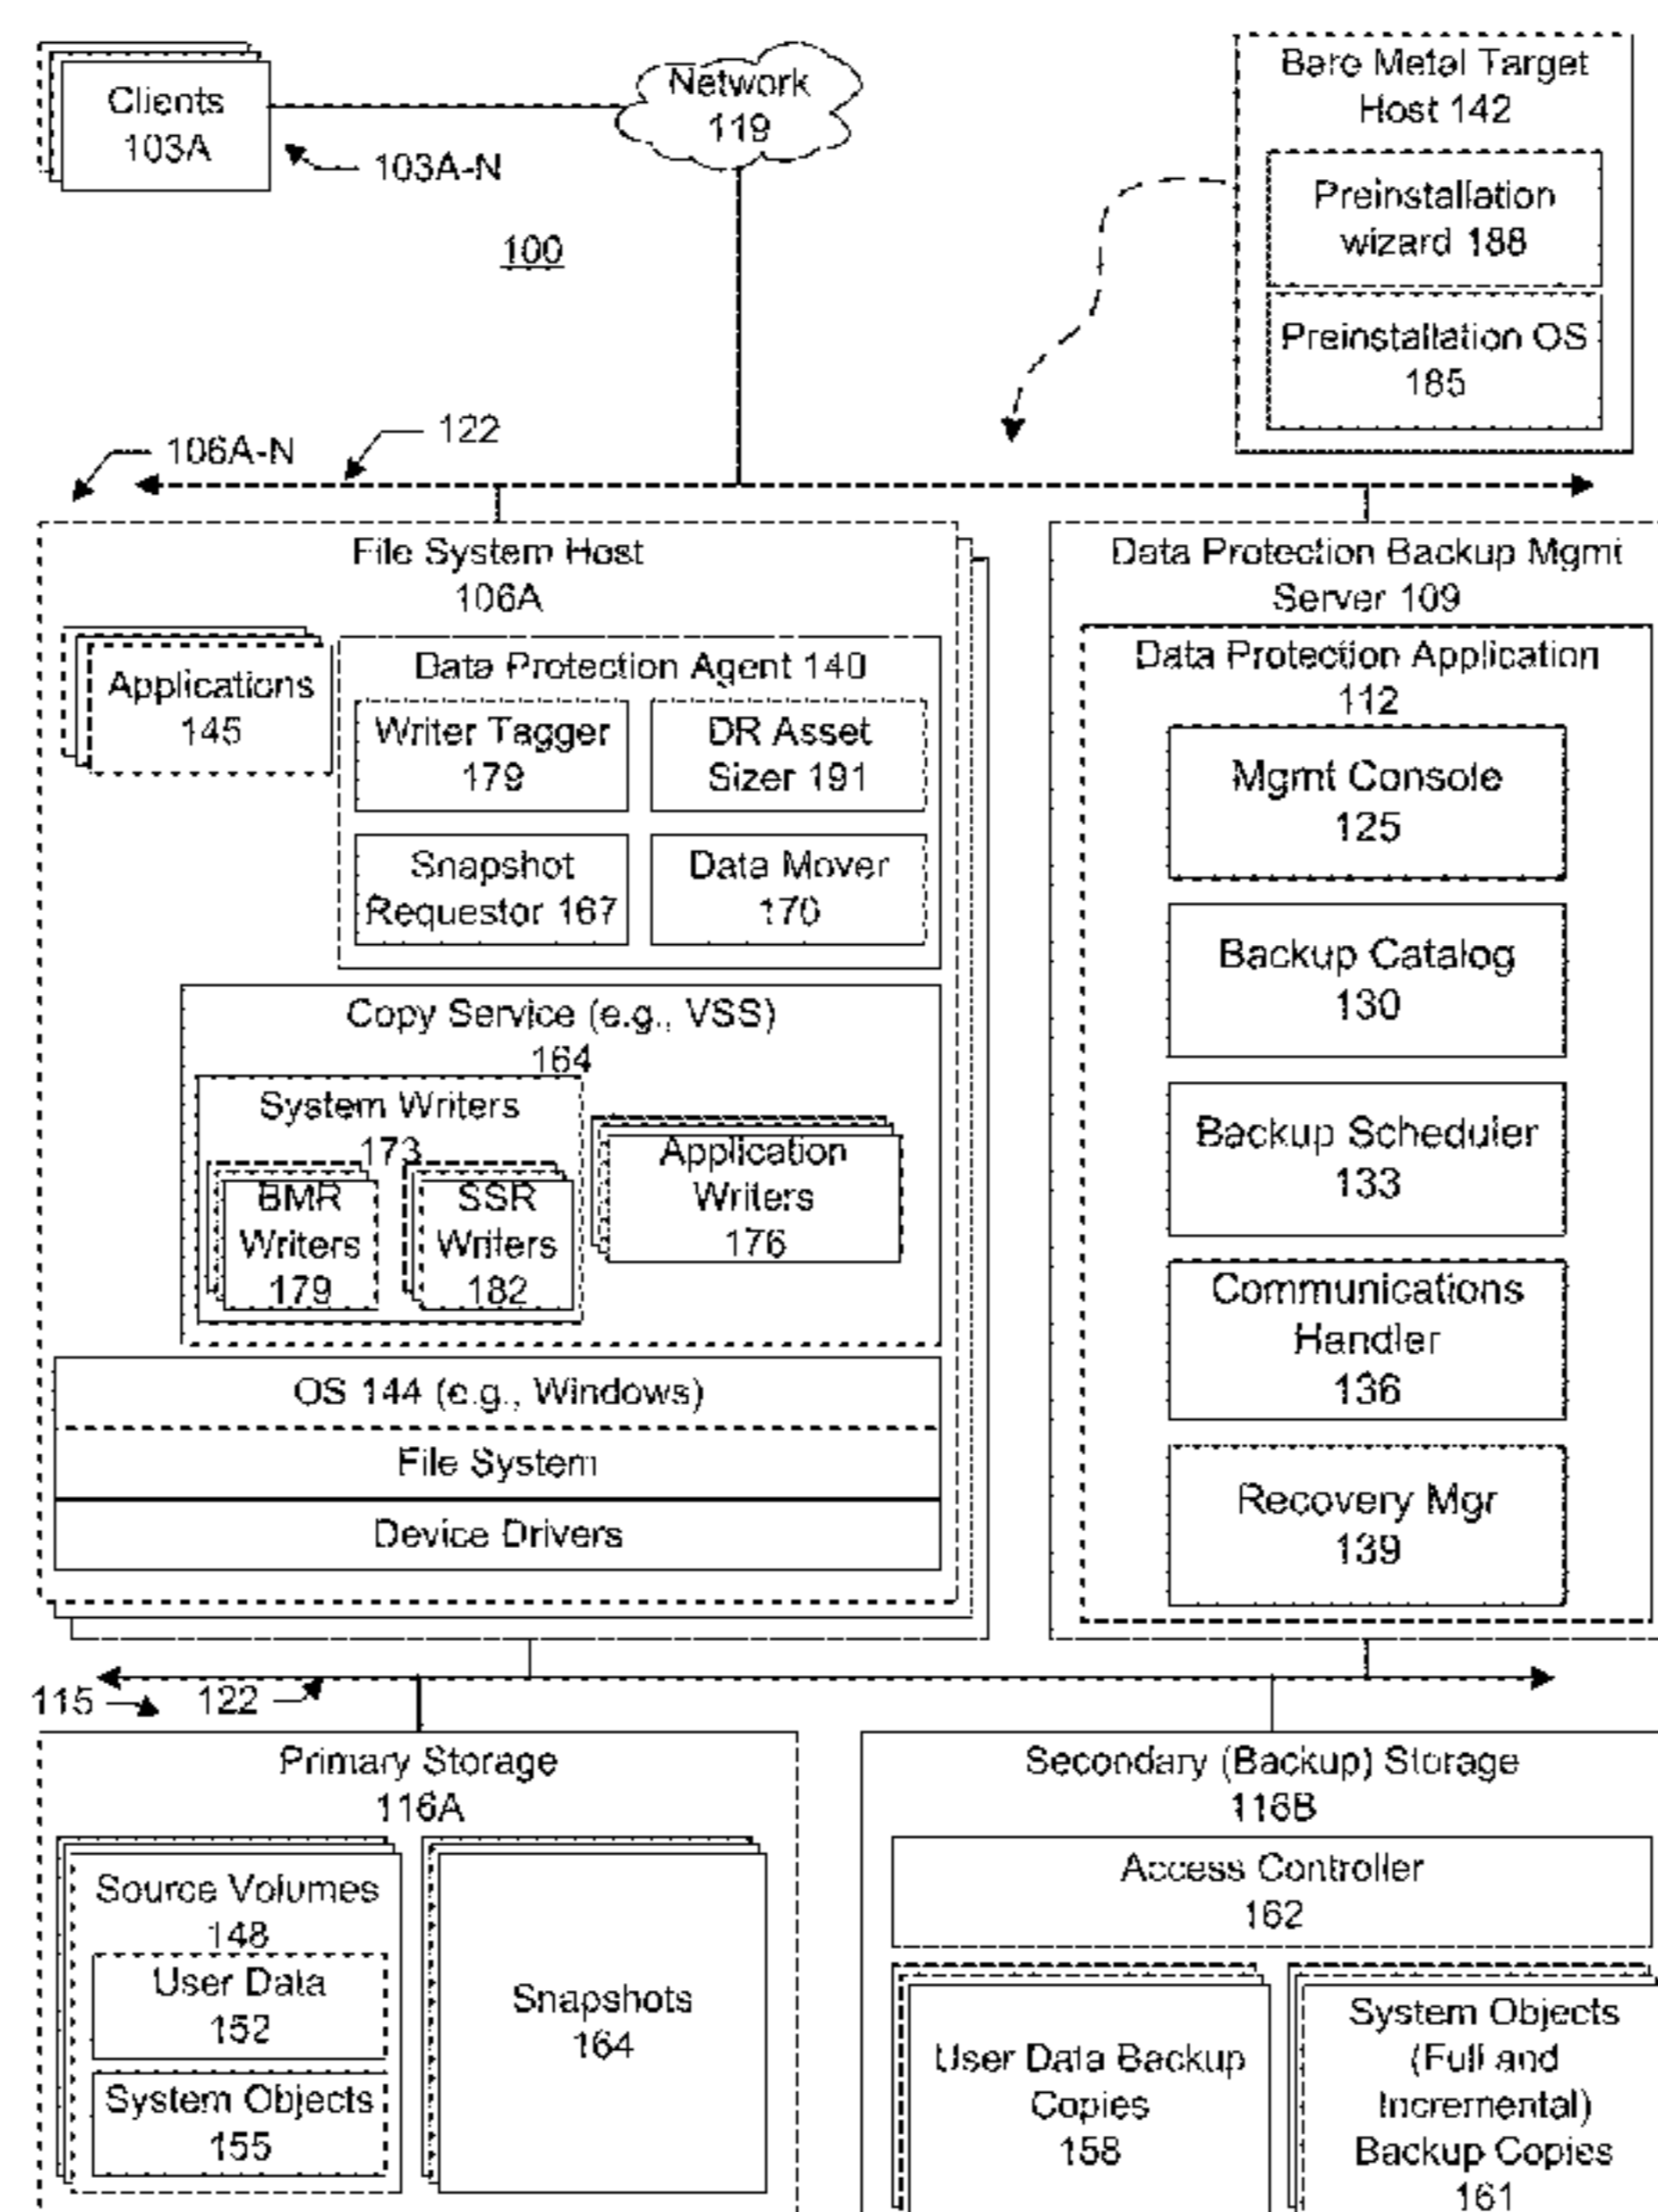 Clients
103A
103A-N
Network
119
100
Bare Metal Target
Host 142
Preinstallation
wizard 188
Preinstallation OS
185
106A-N
122
File System Host
106A
Applications
145
Data Protection Agent 140
Writer Tagger
179
DR Asset
Sizer 191
Snapshot
Requestor 167
Data Mover
170
Copy Service (e.g., VSS)
164
System Writers
173
BMR
Writers
179
SSR
Writers
182
Application
Writers
176
OS 144 (e.g., Windows)
File System
Device Drivers
Data Protection Backup Mgmt
Server 109
Data Protection Application
112
Mgmt Console
125
Backup Catalog
130
Backup Scheduler
133
Communications
Handler
136
Recovery Mgr
139
115
122
Primary Storage
116A
Source Volumes
148
User Data
152
System Objects
155
Snapshots
164
Secondary (Backup) Storage
116B
Access Controller
162
User Data Backup
Copies
158
System Objects
(Full and
Incremental)
Backup Copies
161